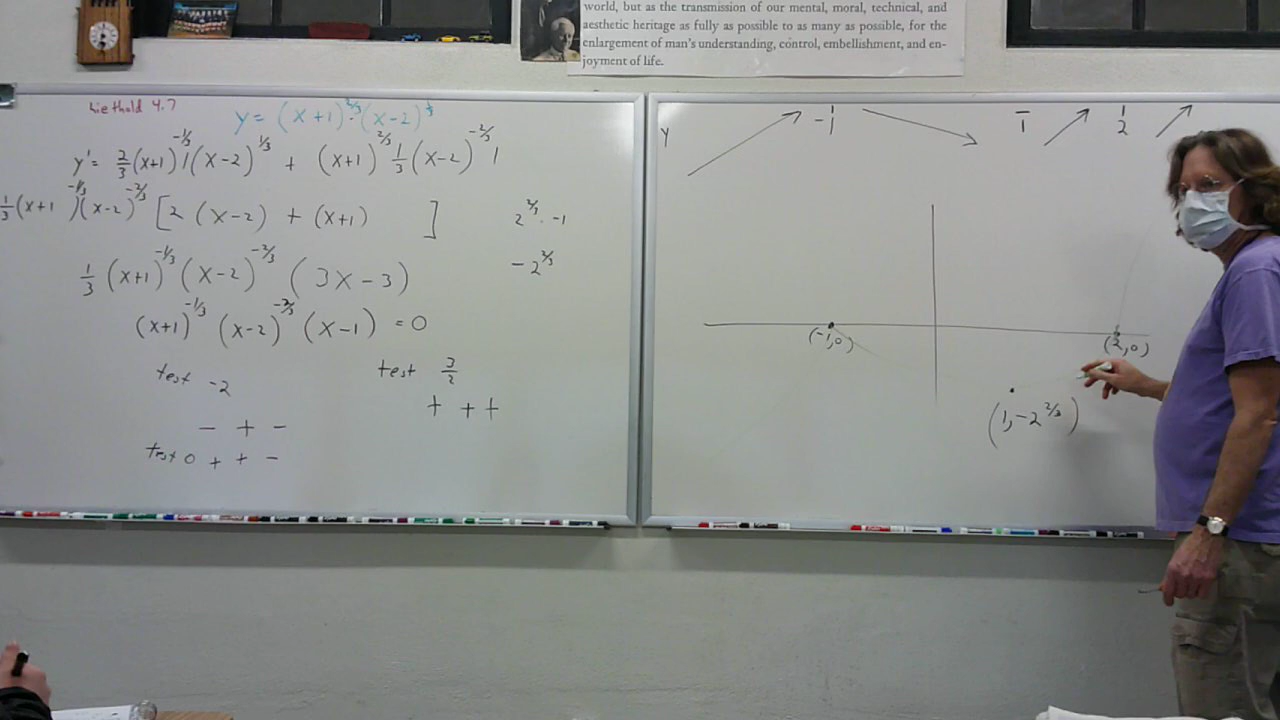 world, but as the transmission of our mental, moral, technical, and
aesthetic heritage as fully as possible to as many as possible, for the
enlargement of man's understanding, control, embellishment, and en-
joyment of life.
4.7
y = (x+1)^2/3 · (x-2)^1/3
y' = 2/3 (x+1)^-1/3 1 (x-2)^1/3 + (x+1)^2/3 1/3 (x-2)^-2/3 1
1/3 (x+1)^-1/3 (x-2)^-2/3 [2 (x-2) + (x+1) ]
2^2/3 · -1
1/3 (x+1)^-1/3 (x-2)^-2/3 (3x-3)
-2^2/3
(x+1)^-1/3 (x-2)^-2/3 (x-1) = 0
test -2
- + -
test 0 + + -
test 3/2
+ + +
y
-1
1
2
(-1,0)
(2,0)
(1,-2^2/3)